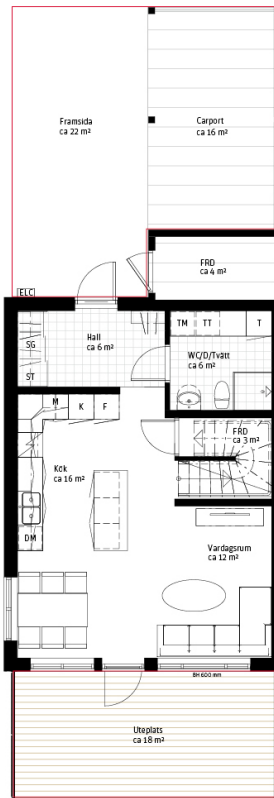 Framsida
ca 22 m²
Carport
ca 16 m²
FRD
ca 4 m²
ELC
Hall
ca 6 m²
SG
ST
TM
TT
T
WC/D/Tvätt
ca 6 m²
M
K
F
FRD
ca 3 m²
Kök
ca 16 m²
DM
Vardagsrum
ca 12 m²
BH 600 mm
Uteplats
ca 18 m²